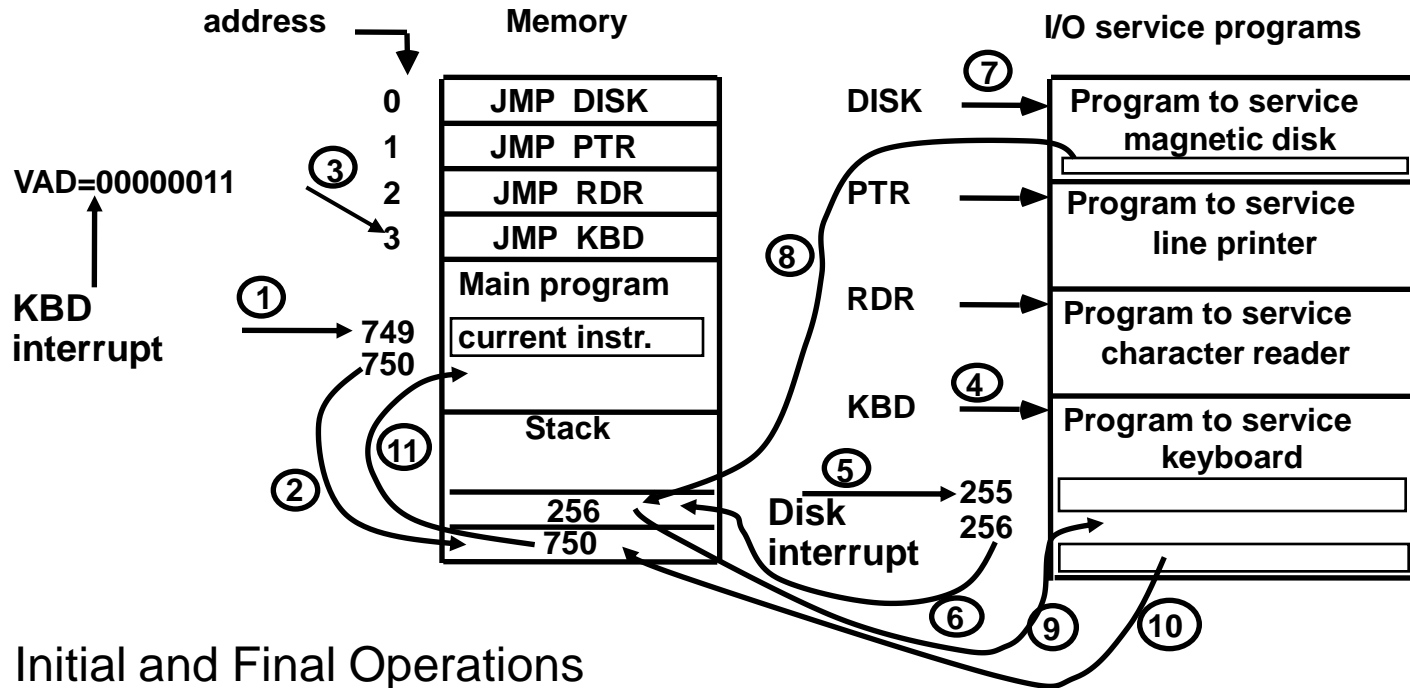 address Memory I/O service programs
7
0 JMP DISK DISK Program to service
magnetic disk
1 JMP PTR
VAD=00000011 3 2 JMP RDR PTR Program to service
line printer
3 JMP KBD
8
KBD
interrupt
1
Main program
RDR Program to service
character reader
749 current instr.
750
KBD 4 Program to service
keyboard
Stack
11
2
5
255
Disk
interrupt
256
256
750
6
9
10
Initial and Final Operations